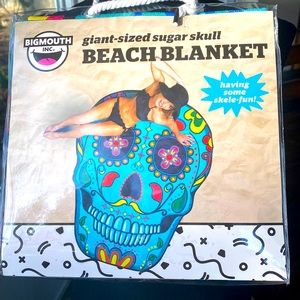 BIGMOUTH
INC.
giant-sized sugar skull
BEACH BLANKET
having
some
skele-fun!